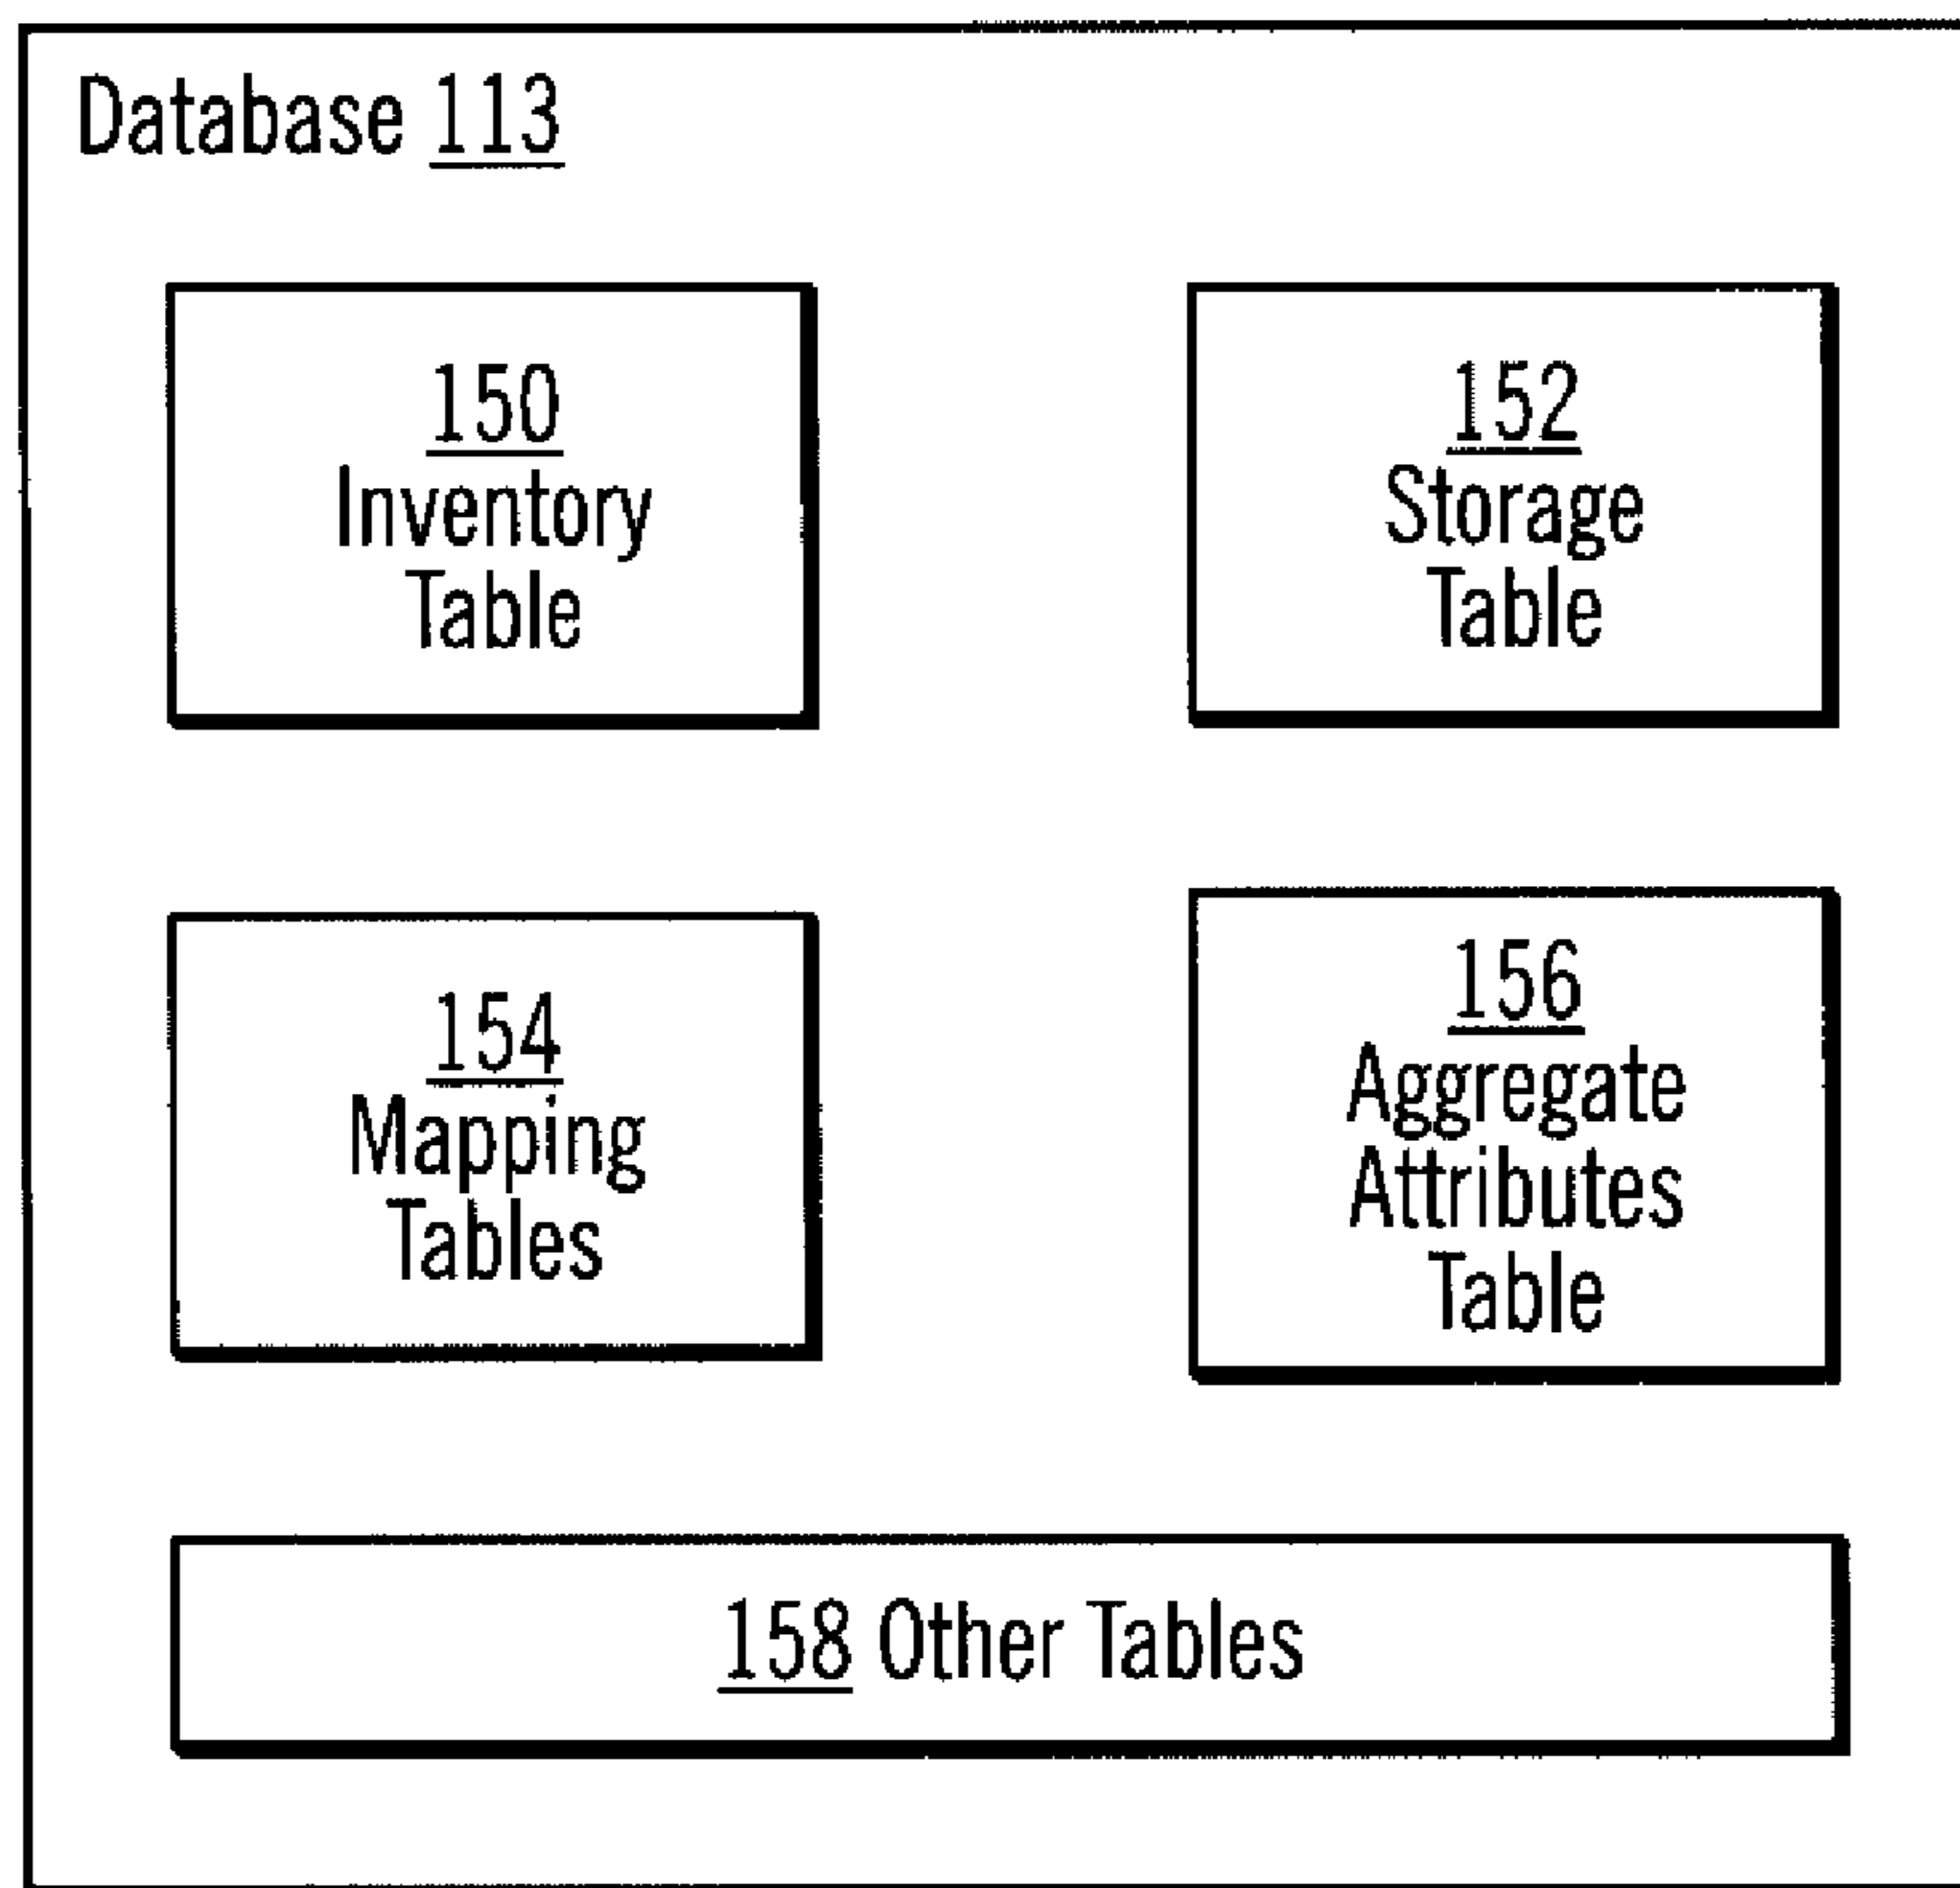 Database 113
150
Inventory
Table
152
Storage
Table
154
Mapping
Tables
156
Aggregate
Attributes
Table
158 Other Tables